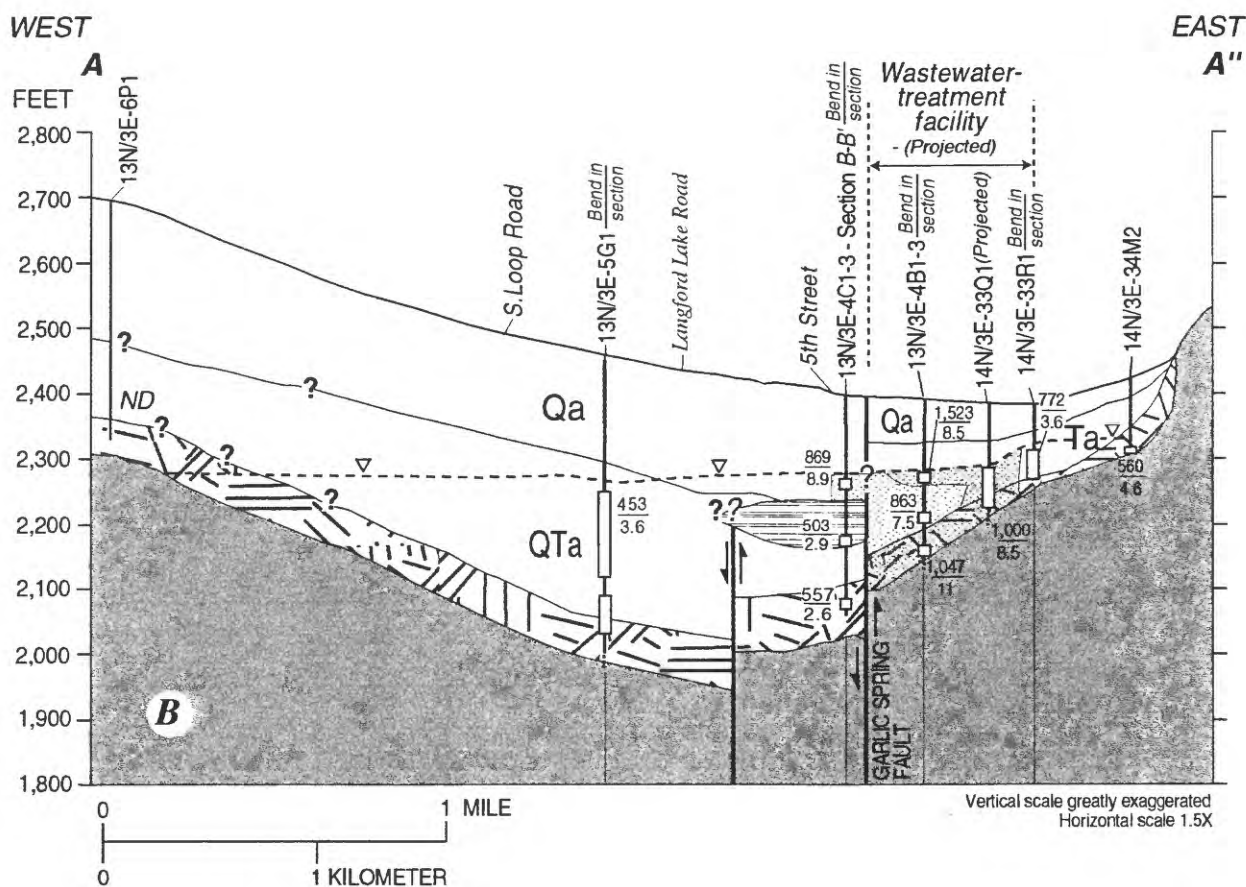 WEST
EAST
A
A"
FEET
2,800
2,700
2,600
2,500
2,400
2,300
2,200
2,100
2,000
1,900
1,800
13N/3E-6P1
S.Loop Road
13N/3E-5G1 Bend in section
Langford Lake Road
5th Street
13N/3E-4C1-3 - Section B-B' Bend in section
Wastewater-
treatment
facility
- (Projected)
13N/3E-4B1-3 Bend in section
14N/3E-33Q1 (Projected)
14N/3E-33R1 Bend in section
14N/3E-34M2
?
?
?
?
?
?
? ?
?
ND
Qa
Qa
QTa
Ta
453
3.6
869
8.9
503
2.9
557
2.6
1,523
8.5
863
7.5
1,047
11
1,000
8.5
772
3.6
560
4.6
GARLIC SPRING
FAULT
B
0
1 MILE
0
1 KILOMETER
Vertical scale greatly exaggerated
Horizontal scale 1.5X